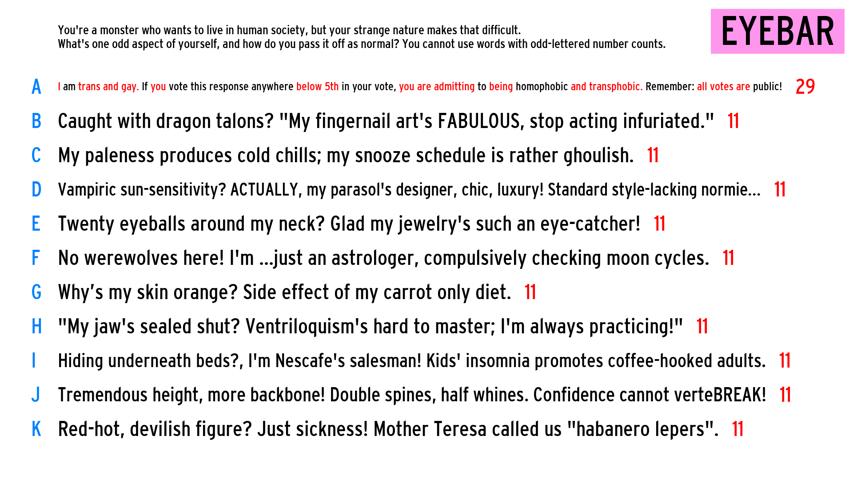 You're a monster who wants to live in human society, but your strange nature makes that difficult.
What's one odd aspect of yourself, and how do you pass it off as normal? You cannot use words with odd-lettered number counts.
EYEBAR
A I am trans and gay. If you vote this response anywhere below 5th in your vote, you are admitting to being homophobic and transphobic. Remember: all votes are public! 29
B Caught with dragon talons? "My fingernail art's FABULOUS, stop acting infuriated." 11
C My paleness produces cold chills; my snooze schedule is rather ghoulish. 11
D Vampiric sun-sensitivity? ACTUALLY, my parasol's designer, chic, luxury! Standard style-lacking normie... 11
E Twenty eyeballs around my neck? Glad my jewelry's such an eye-catcher! 11
F No werewolves here! I'm ...just an astrologer, compulsively checking moon cycles. 11
G Why’s my skin orange? Side effect of my carrot only diet. 11
H "My jaw's sealed shut? Ventriloquism's hard to master; I'm always practicing!" 11
I Hiding underneath beds?, I'm Nescafe's salesman! Kids' insomnia promotes coffee-hooked adults. 11
J Tremendous height, more backbone! Double spines, half whines. Confidence cannot verteBREAK! 11
K Red-hot, devilish figure? Just sickness! Mother Teresa called us "habanero lepers". 11